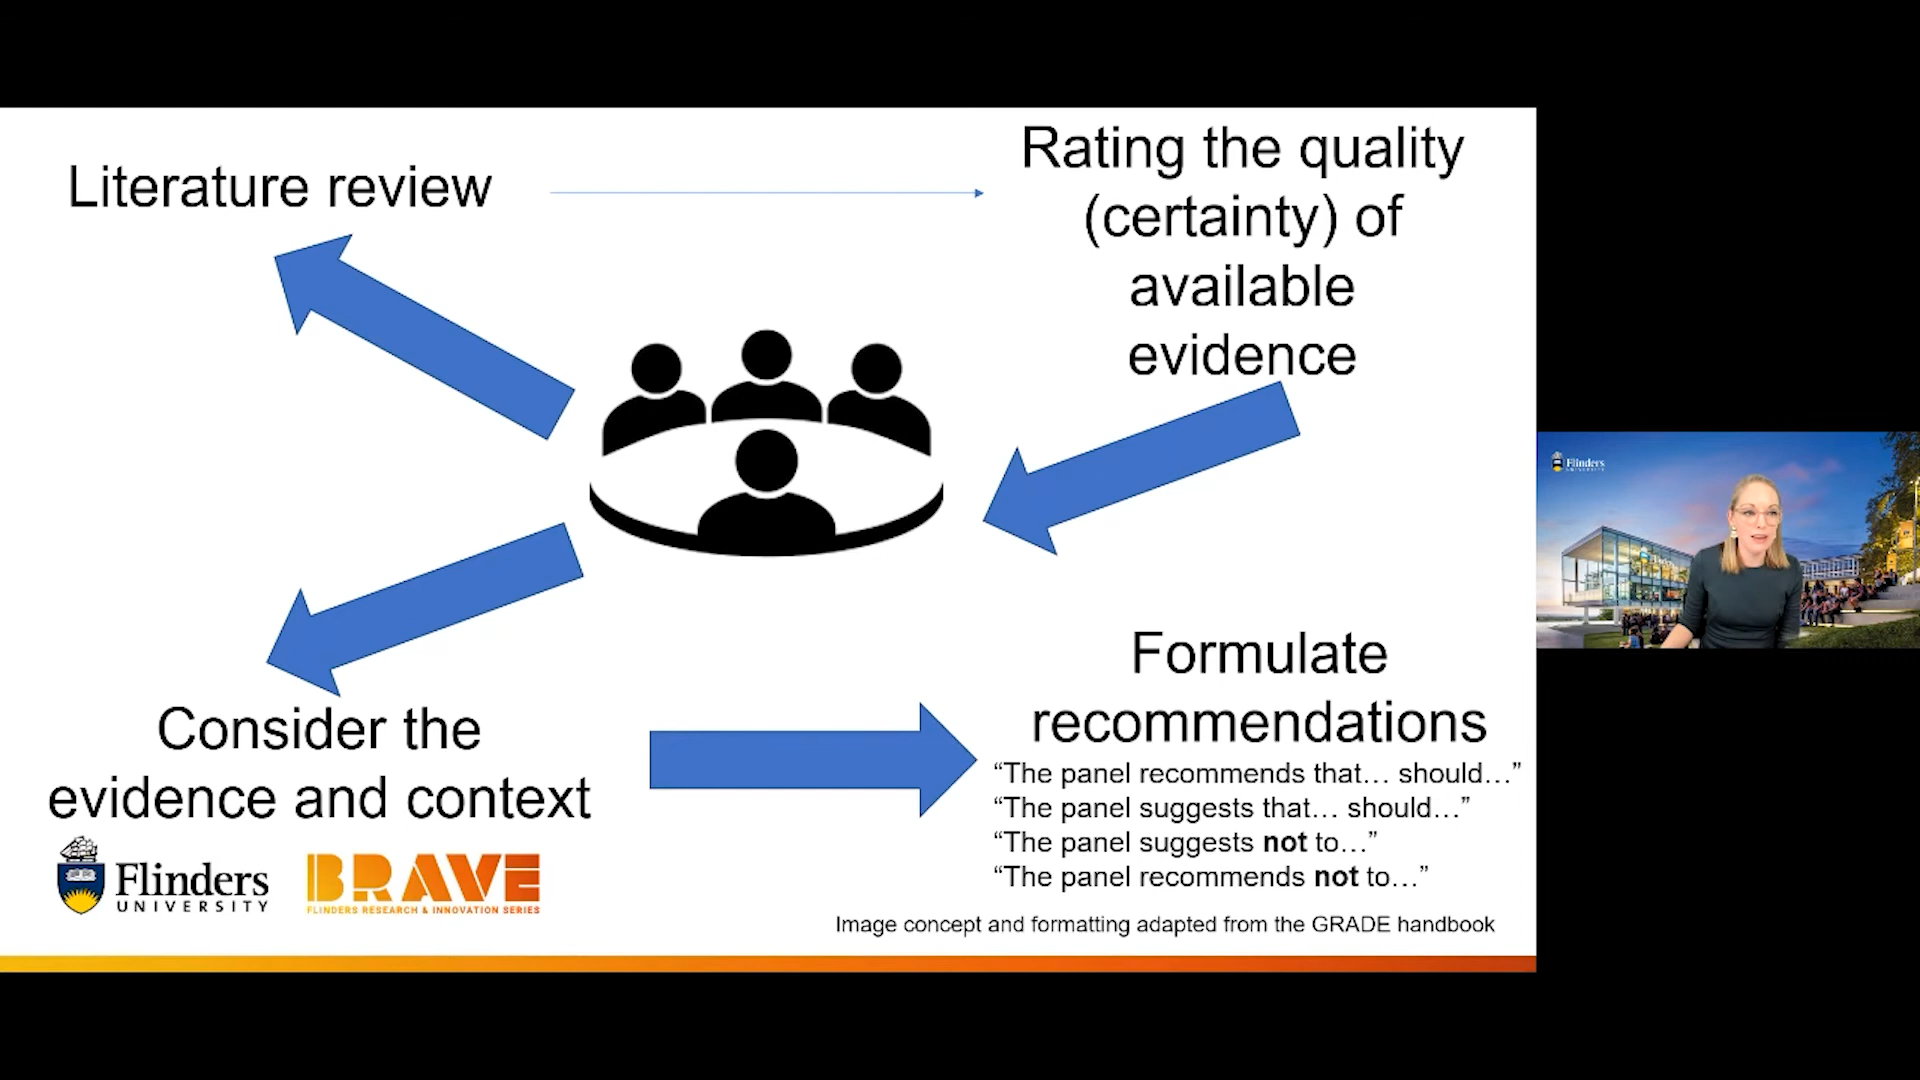 Literature review
Rating the quality
(certainty) of
available
evidence
Consider the
evidence and context
Formulate
recommendations
“The panel recommends that… should…”
“The panel suggests that… should…”
“The panel suggests not to…”
“The panel recommends not to…”
Flinders
UNIVERSITY
BRAVE
FLINDERS RESEARCH & INNOVATION SERIES
Image concept and formatting adapted from the GRADE handbook
Flinders
UNIVERSITY